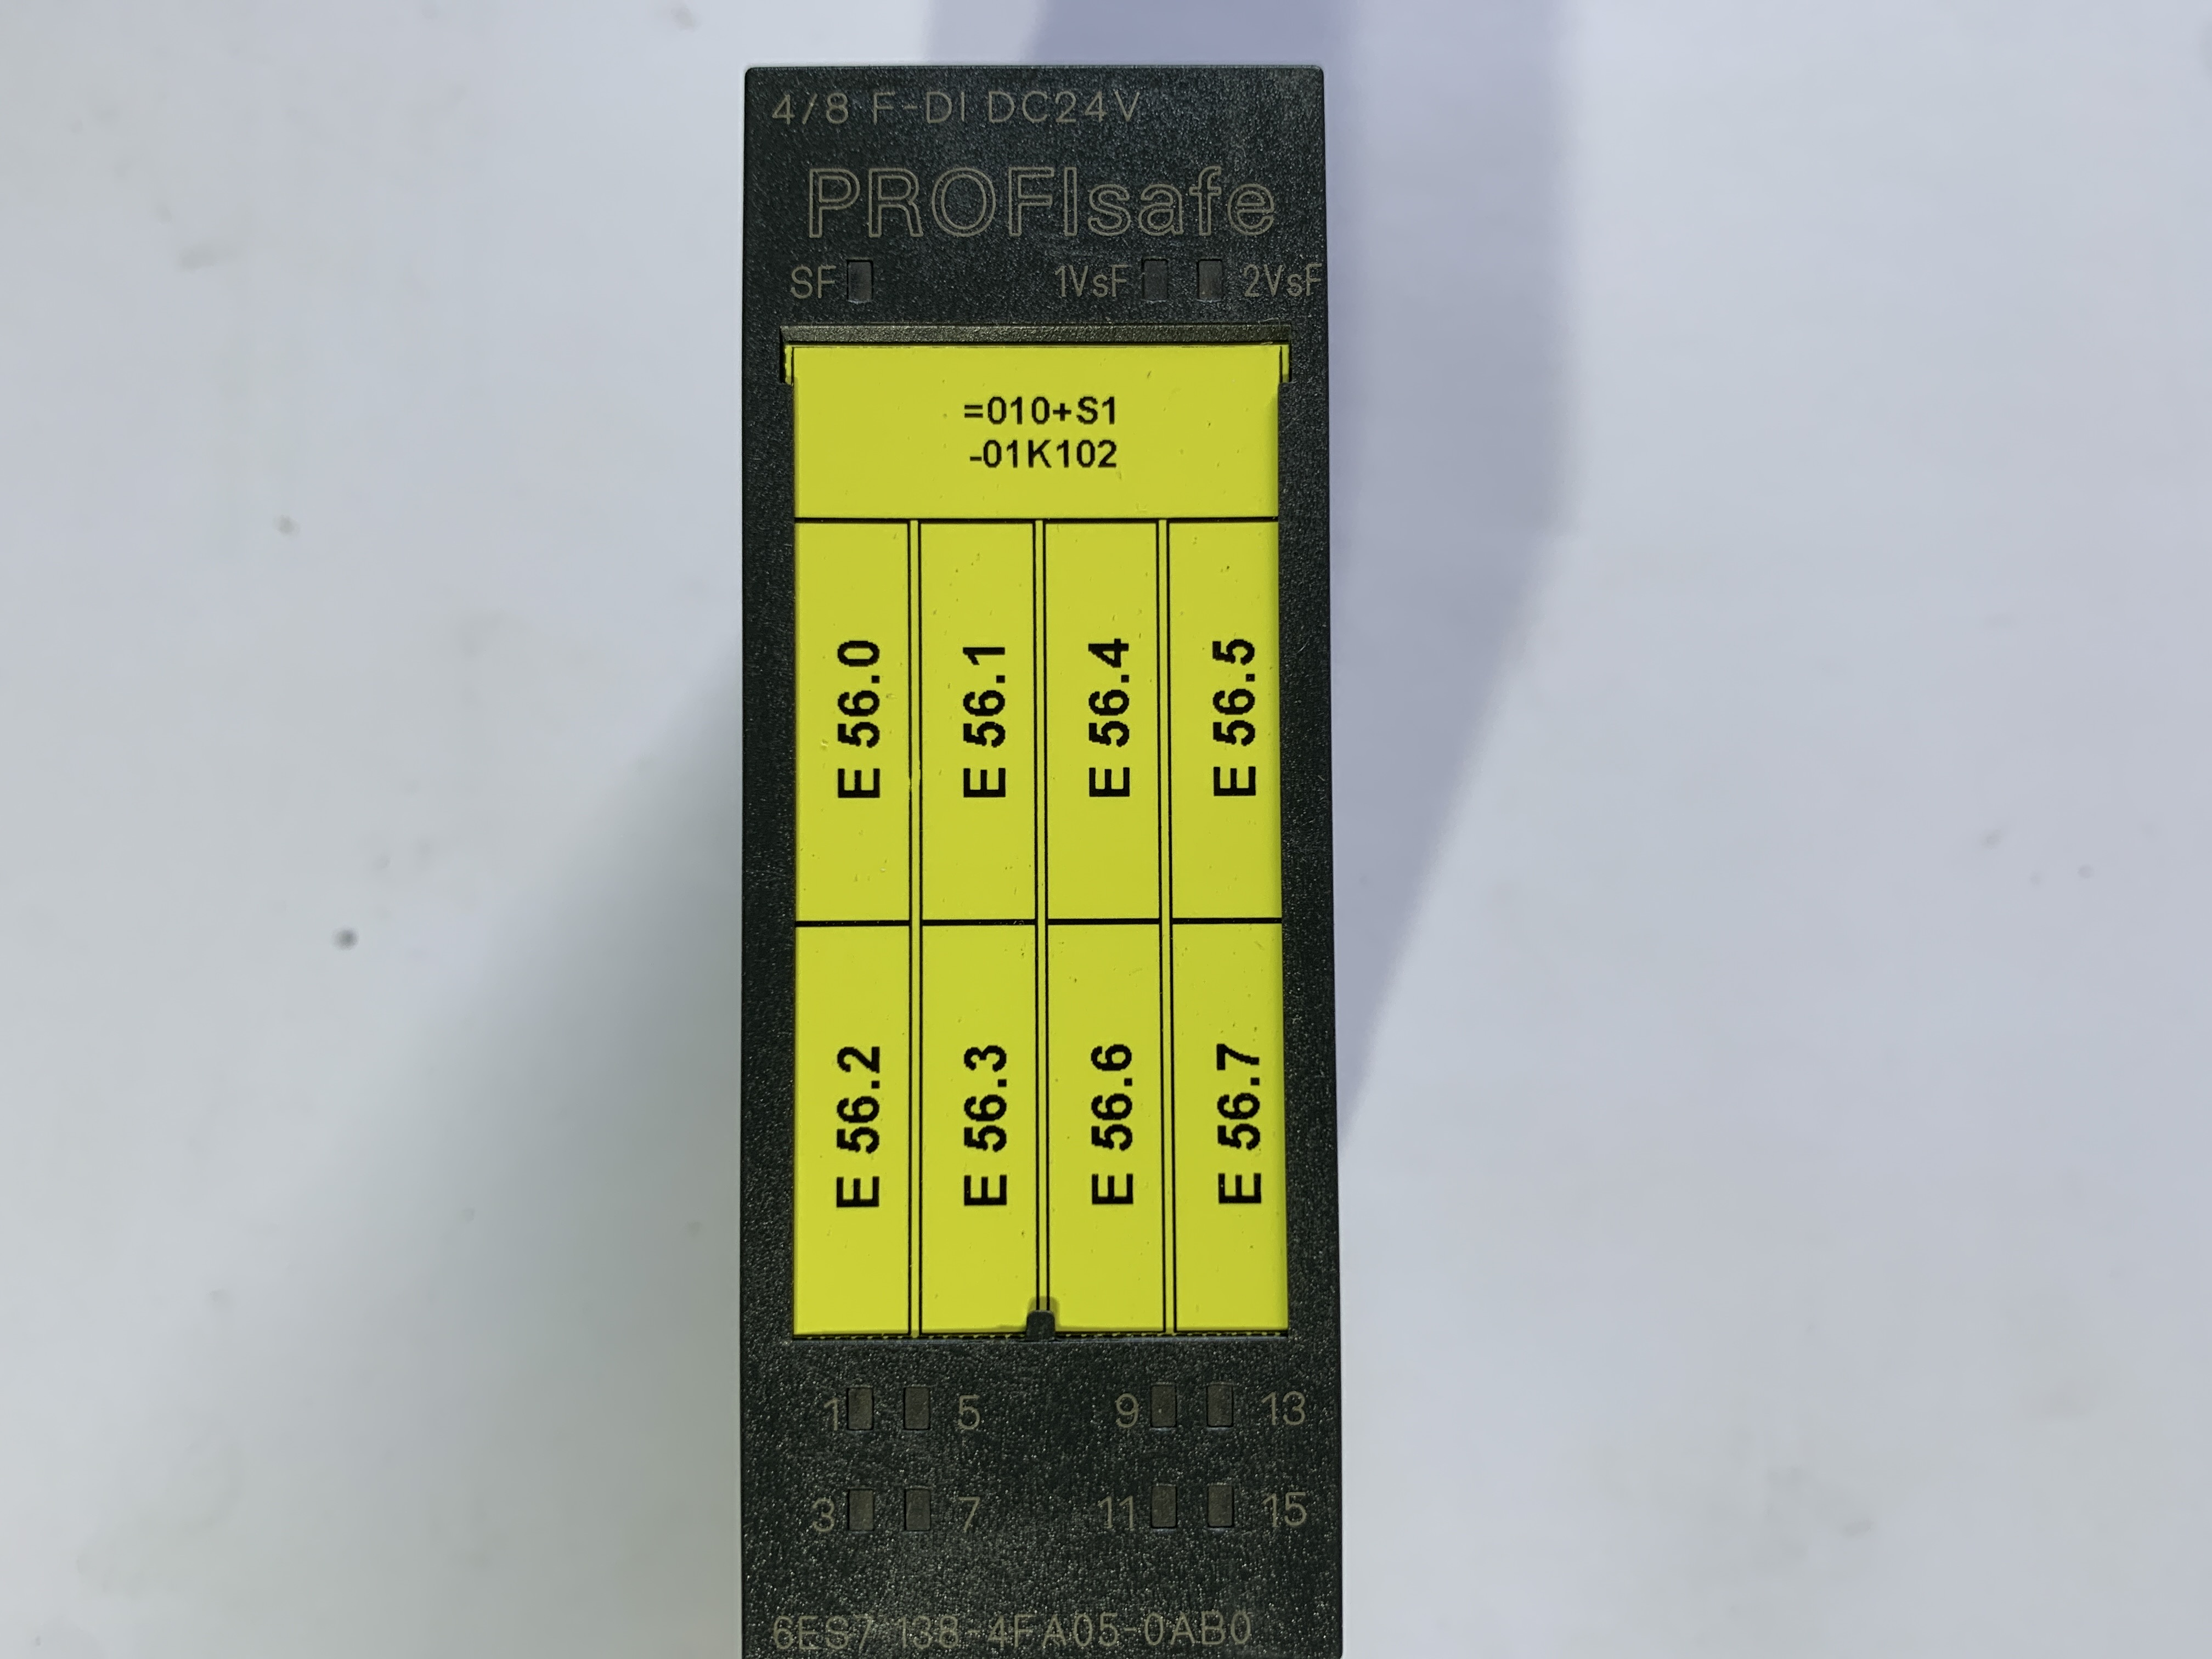 4/8 F-DI DC24V
PROFIsafe
SF 1VsF 2VsF
=010+S1
-01K102
E 56.0 E 56.1 E 56.4 E 56.5
E 56.2 E 56.3 E 56.6 E 56.7
1 5 9 13
3 7 11 15
6ES7 138-4FA05-0AB0